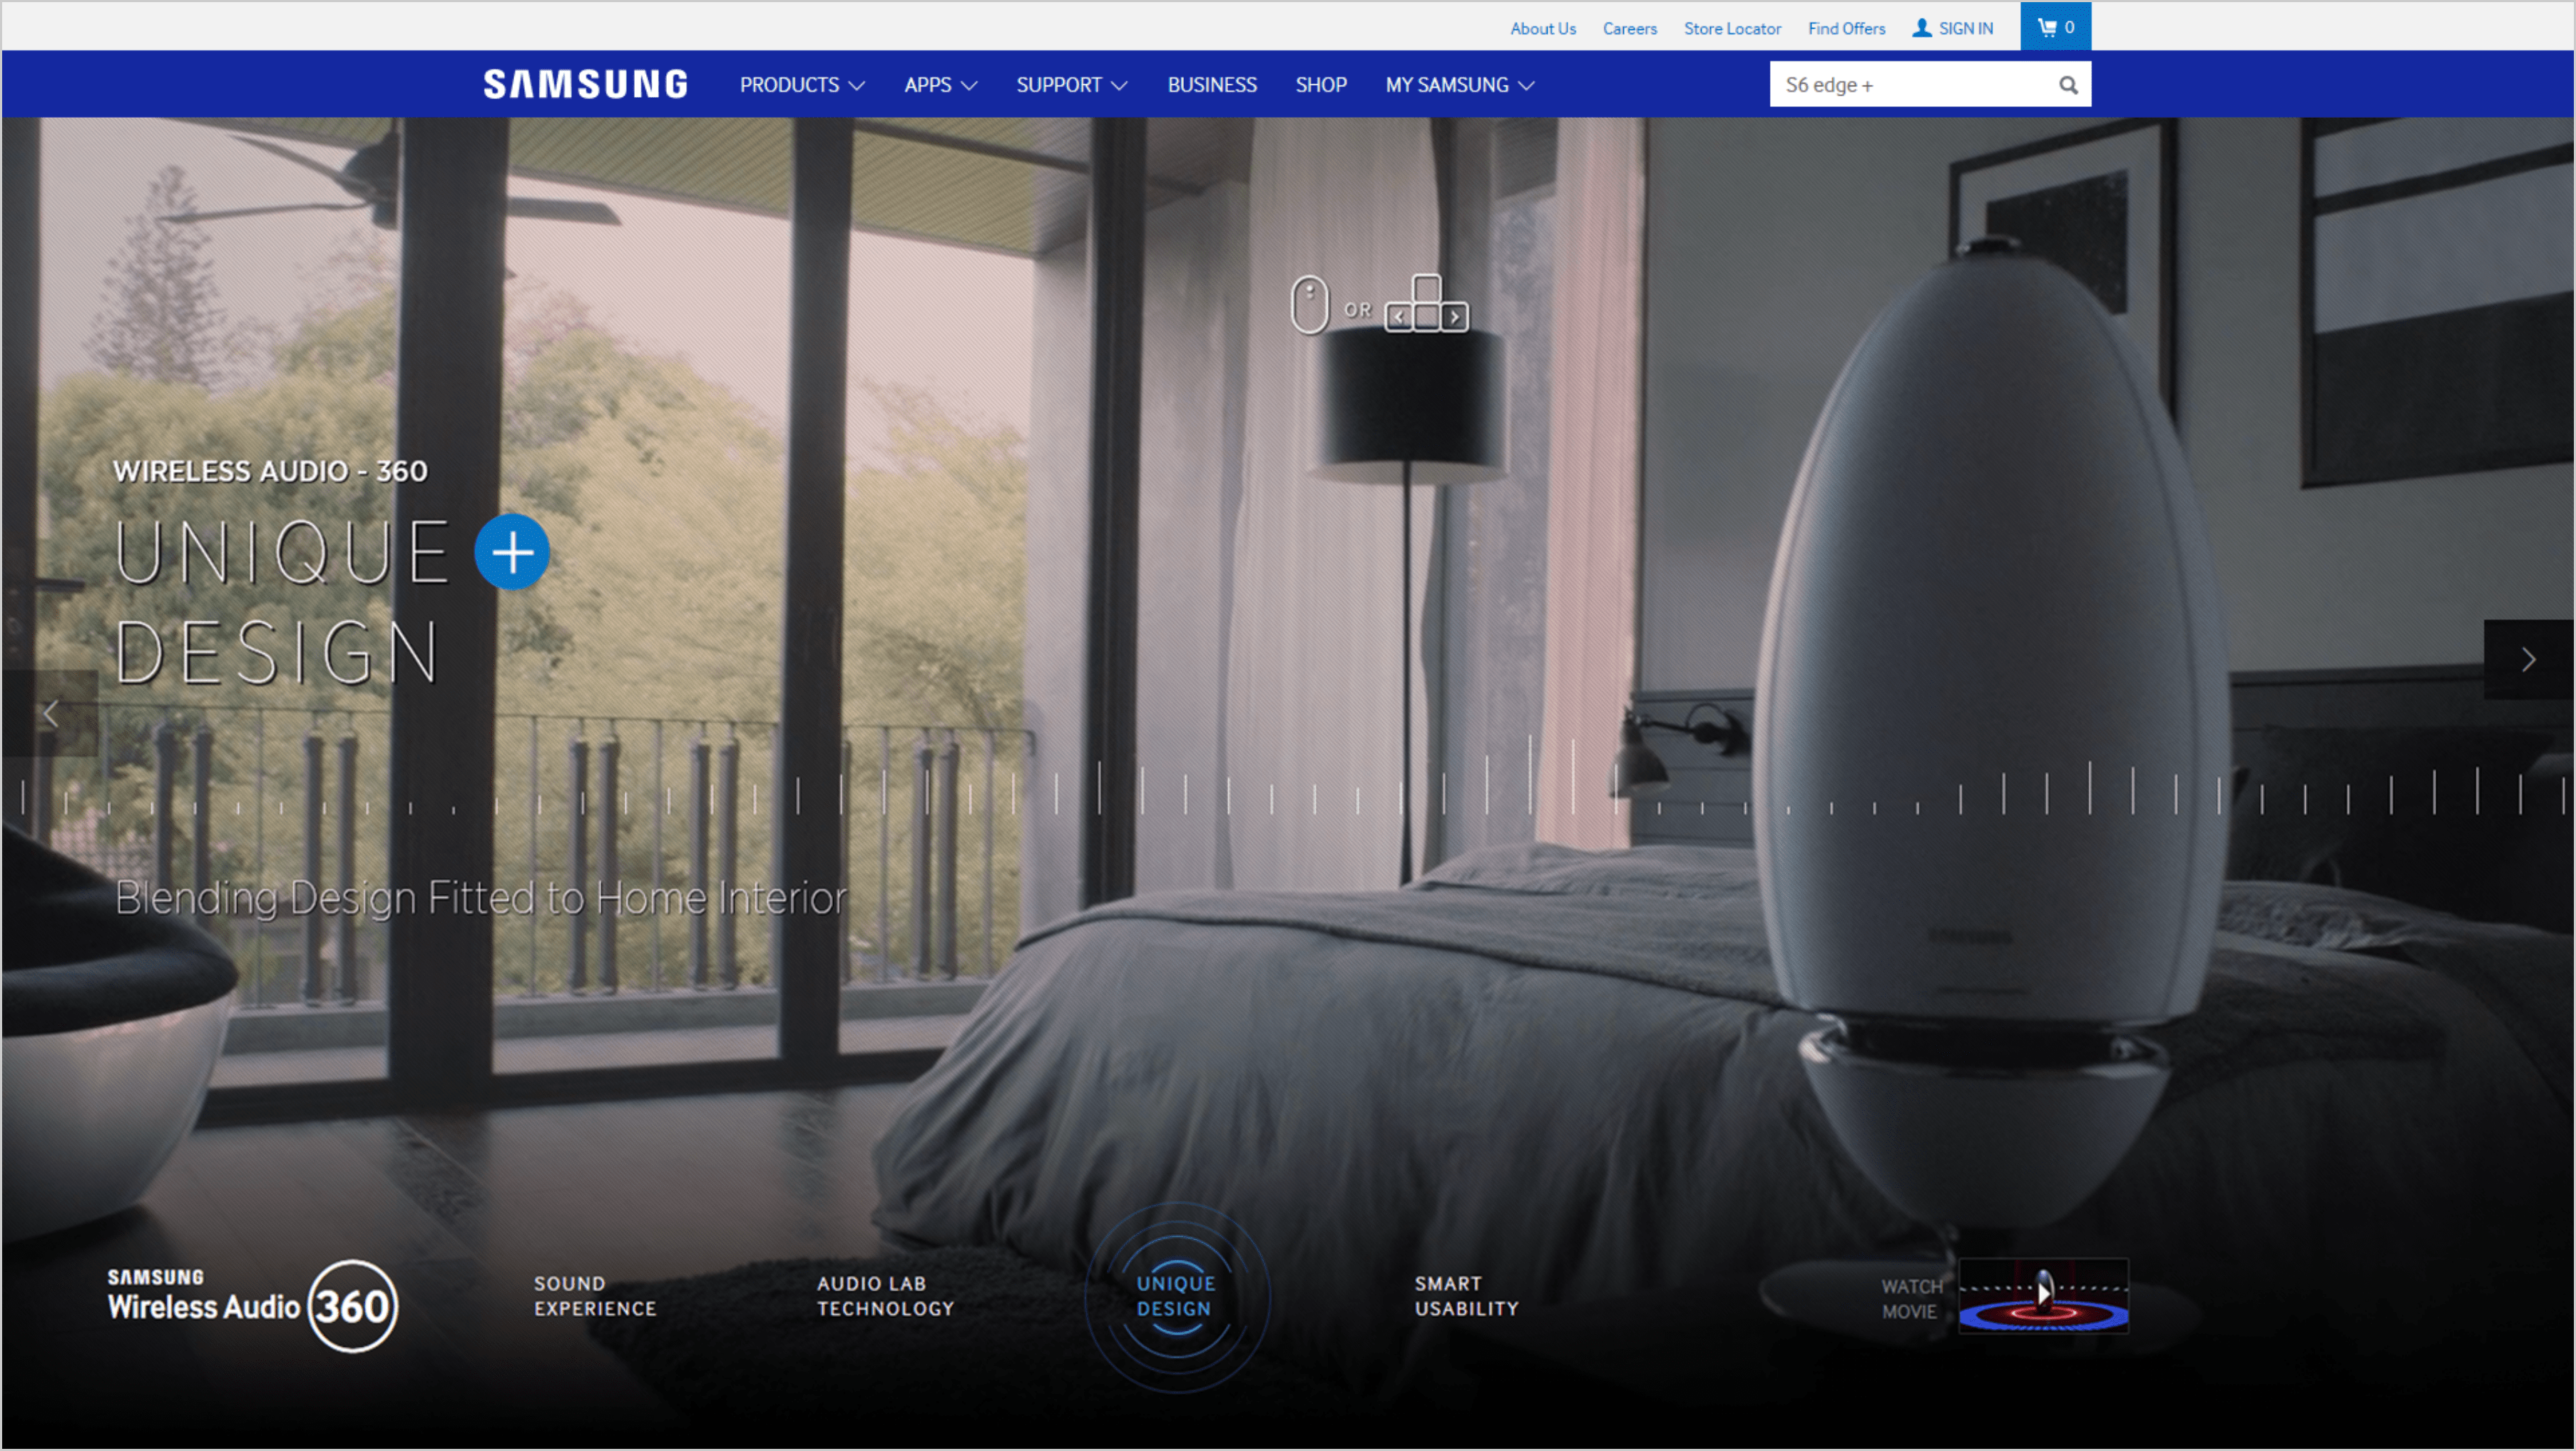 About Us Careers Store Locator Find Offers SIGN IN 0
SAMSUNG PRODUCTS APPS SUPPORT BUSINESS SHOP MY SAMSUNG S6 edge +
OR
WIRELESS AUDIO - 360
UNIQUE
DESIGN
Blending Design Fitted to Home Interior
SAMSUNG
Wireless Audio 360
SOUND
EXPERIENCE
AUDIO LAB
TECHNOLOGY
UNIQUE
DESIGN
SMART
USABILITY
WATCH
MOVIE
SAMSUNG